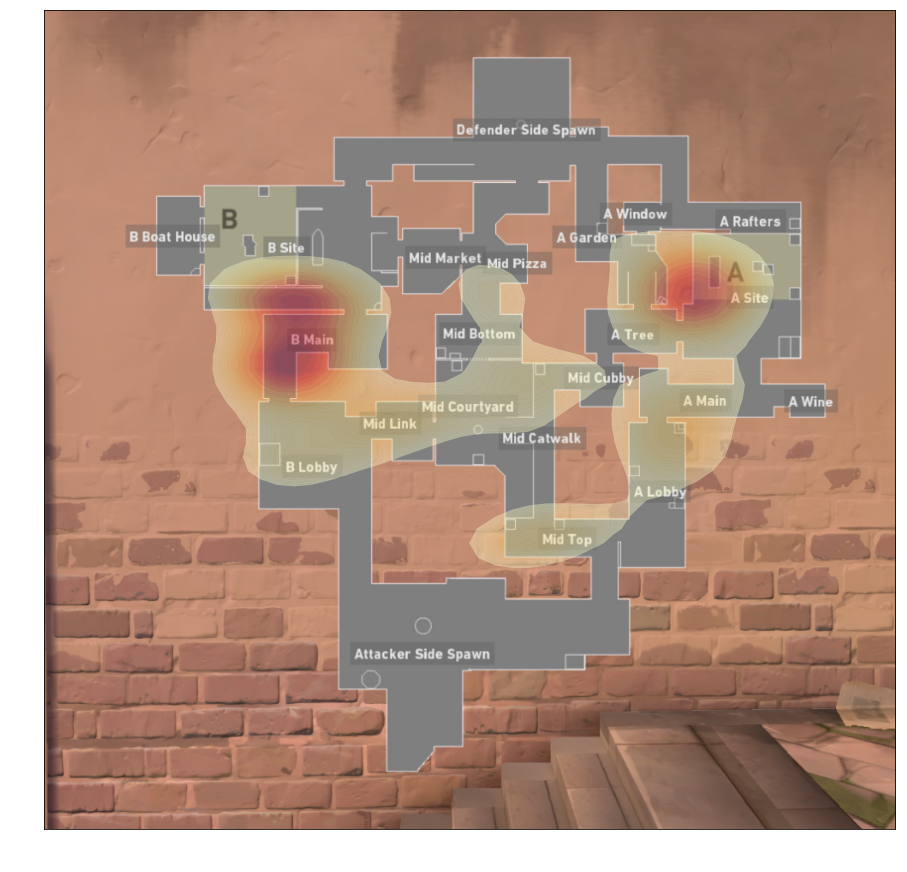 Defender Side Spawn
A Window
A Rafters
B
B Boat House
A Garden
B Site
Mid Market
Mid Pizza
A
A Site
B Main
Mid Bottom
A Tree
Mid Cubby
A Main
A Wine
Mid Courtyard
Mid Link
Mid Catwalk
B Lobby
A Lobby
Mid Top
Attacker Side Spawn